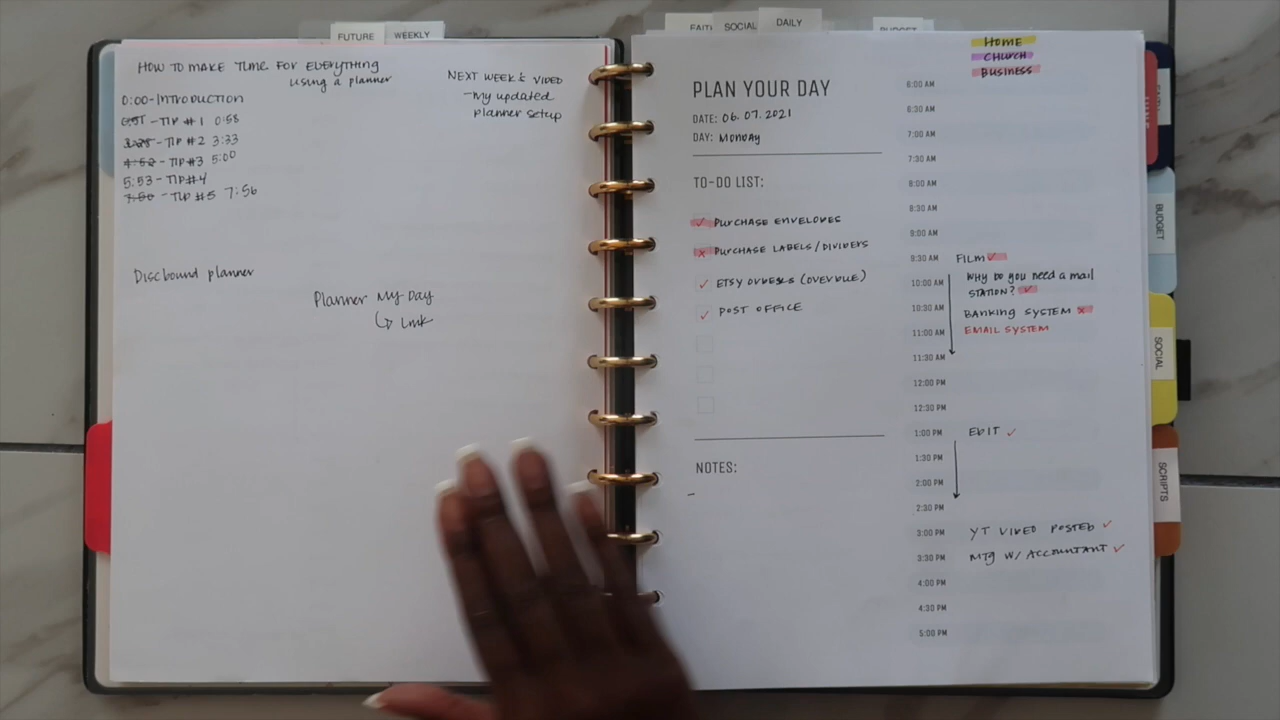 FUTURE
WEEKLY
FAITH
SOCIAL
DAILY
BUDGET
HOW TO MAKE TIME FOR EVERYTHING
using a planner
0:00-INTRODUCTION
- TIP #1 0:58
- TIP #2 3:33
- TIP #3 5:00
5:53-TIP#4
7:50 - TIP #5 7:56
NEXT WEEK'S VIDEO
-My updated
planner setup
Discbound planner
Planner My Day
↳ Link
HOME
CHURCH
BUSINESS
PLAN YOUR DAY
DATE: 06.07.2021
DAY: MONDAY
TO-DO LIST:
✓ PURCHASE ENVELOPES
x PURCHASE LABELS/DIVIDERS
✓ ETSY ORDERS (OVERDUE)
✓ POST OFFICE
NOTES:
-
6:00 AM
6:30 AM
7:00 AM
7:30 AM
8:00 AM
8:30 AM
9:00 AM
9:30 AM FILM ✓
10:00 AM WHY DO YOU NEED A MAIL
STATION? ✓
10:30 AM BANKING SYSTEM x
11:00 AM EMAIL SYSTEM
11:30 AM
12:00 PM
12:30 PM
1:00 PM EDIT ✓
1:30 PM
2:00 PM
2:30 PM
3:00 PM YT VIDEO POSTED ✓
3:30 PM MTG W/ ACCOUNTANT ✓
4:00 PM
4:30 PM
5:00 PM
BUDGET
SOCIAL
SCRIPTS